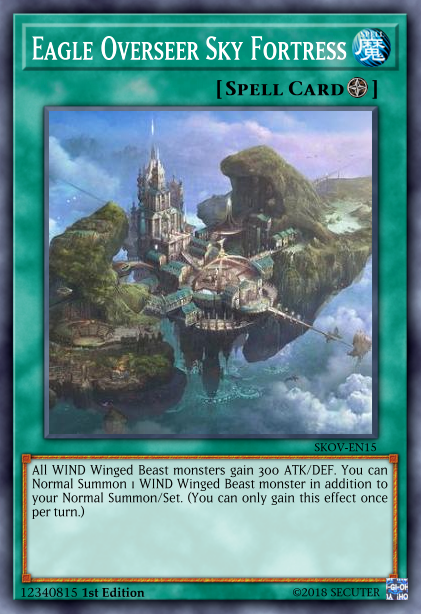 EAGLE OVERSEER SKY FORTRESS 魔
[SPELL CARD]
SKOV-EN15
All WIND Winged Beast monsters gain 300 ATK/DEF. You can
Normal Summon 1 WIND Winged Beast monster in addition to
your Normal Summon/Set. (You can only gain this effect once
per turn.)
12340815 1st Edition ©2018 SECUTER